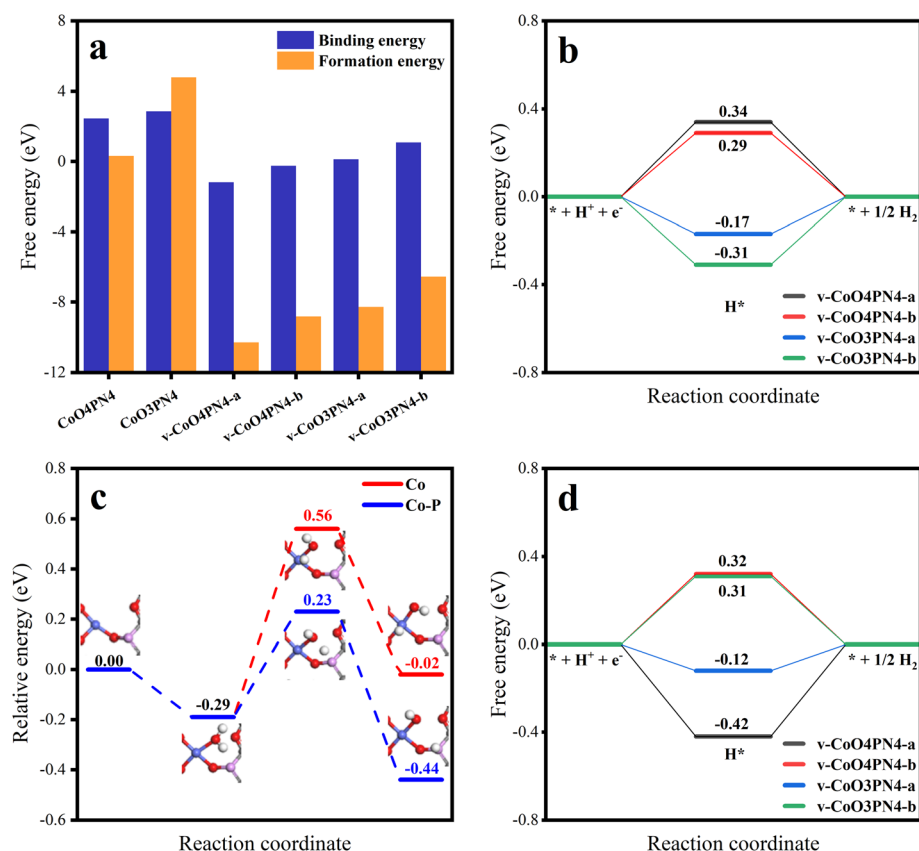 a
Binding energy
Formation energy
Free energy (eV)
8
4
0
-4
-8
-12
CoO4PN4
CoO3PN4
v-CoO4PN4-a
v-CoO4PN4-b
v-CoO3PN4-a
v-CoO3PN4-b
b
Free energy (eV)
0.8
0.4
0.0
-0.4
-0.8
0.34
0.29
* + H⁺ + e⁻
* + 1/2 H₂
-0.17
-0.31
H*
v-CoO4PN4-a
v-CoO4PN4-b
v-CoO3PN4-a
v-CoO3PN4-b
Reaction coordinate
c
Co
Co-P
Relative energy (eV)
0.8
0.6
0.4
0.2
0.0
-0.2
-0.4
-0.6
0.56
0.23
0.00
-0.02
-0.29
-0.44
Reaction coordinate
d
Free energy (eV)
0.8
0.4
0.0
-0.4
-0.8
0.32
0.31
* + H⁺ + e⁻
* + 1/2 H₂
-0.12
-0.42
H*
v-CoO4PN4-a
v-CoO4PN4-b
v-CoO3PN4-a
v-CoO3PN4-b
Reaction coordinate